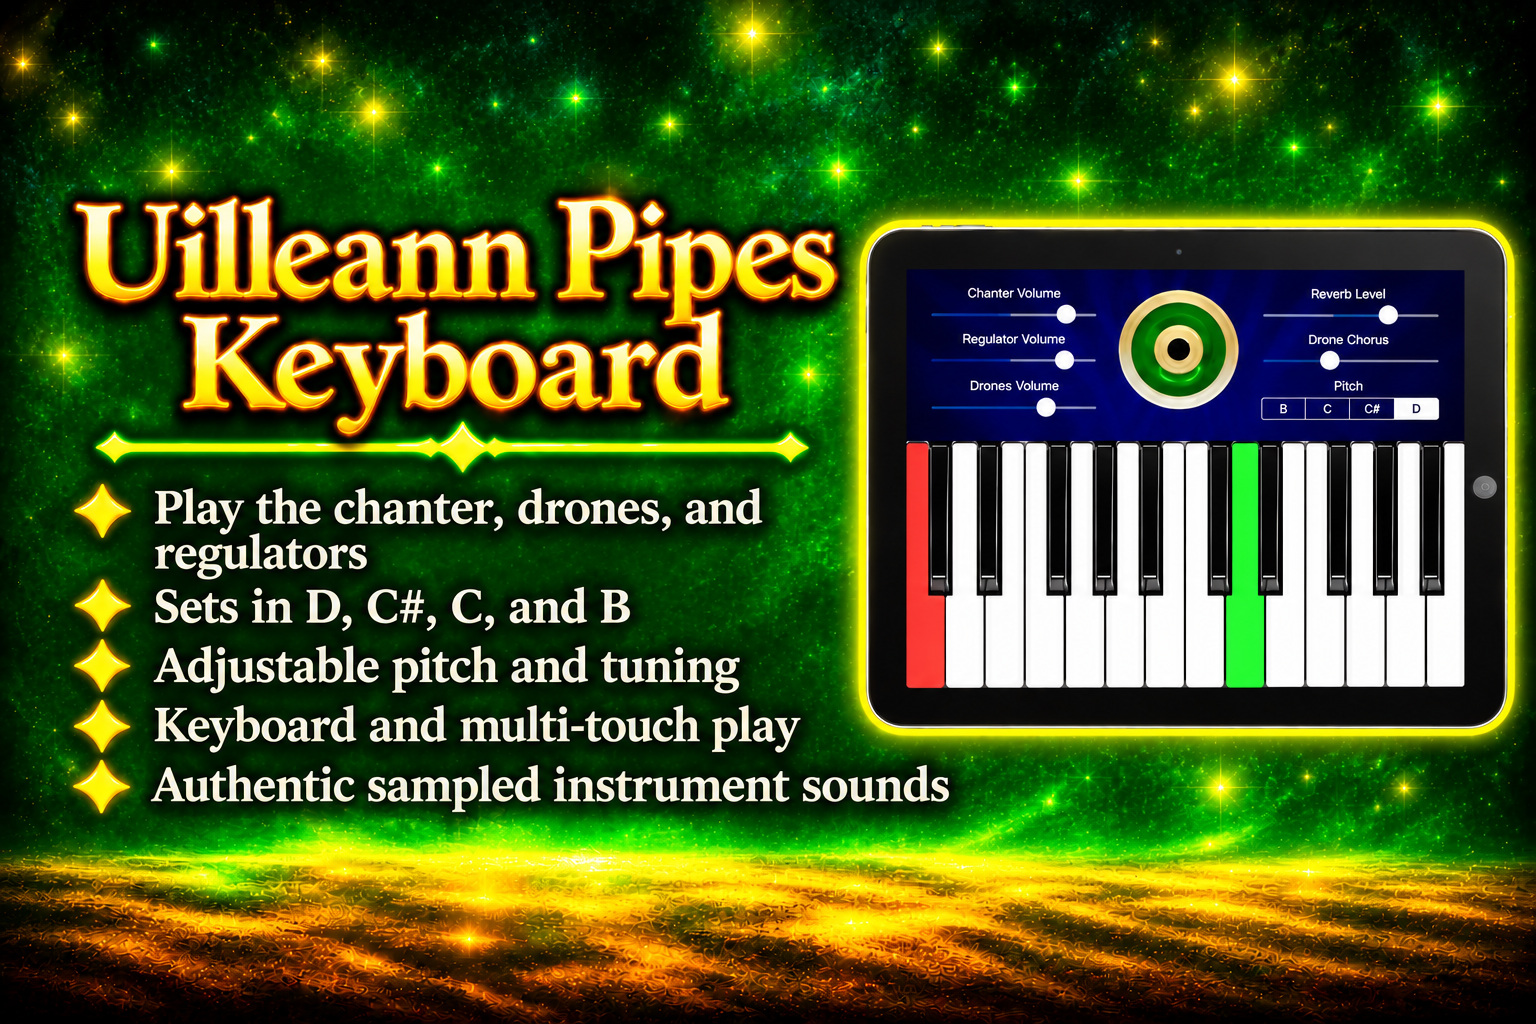 Uilleann Pipes
Keyboard
Play the chanter, drones, and
regulators
Sets in D, C#, C, and B
Adjustable pitch and tuning
Keyboard and multi-touch play
Authentic sampled instrument sounds
Chanter Volume
Regulator Volume
Drones Volume
Reverb Level
Drone Chorus
Pitch
B C C# D